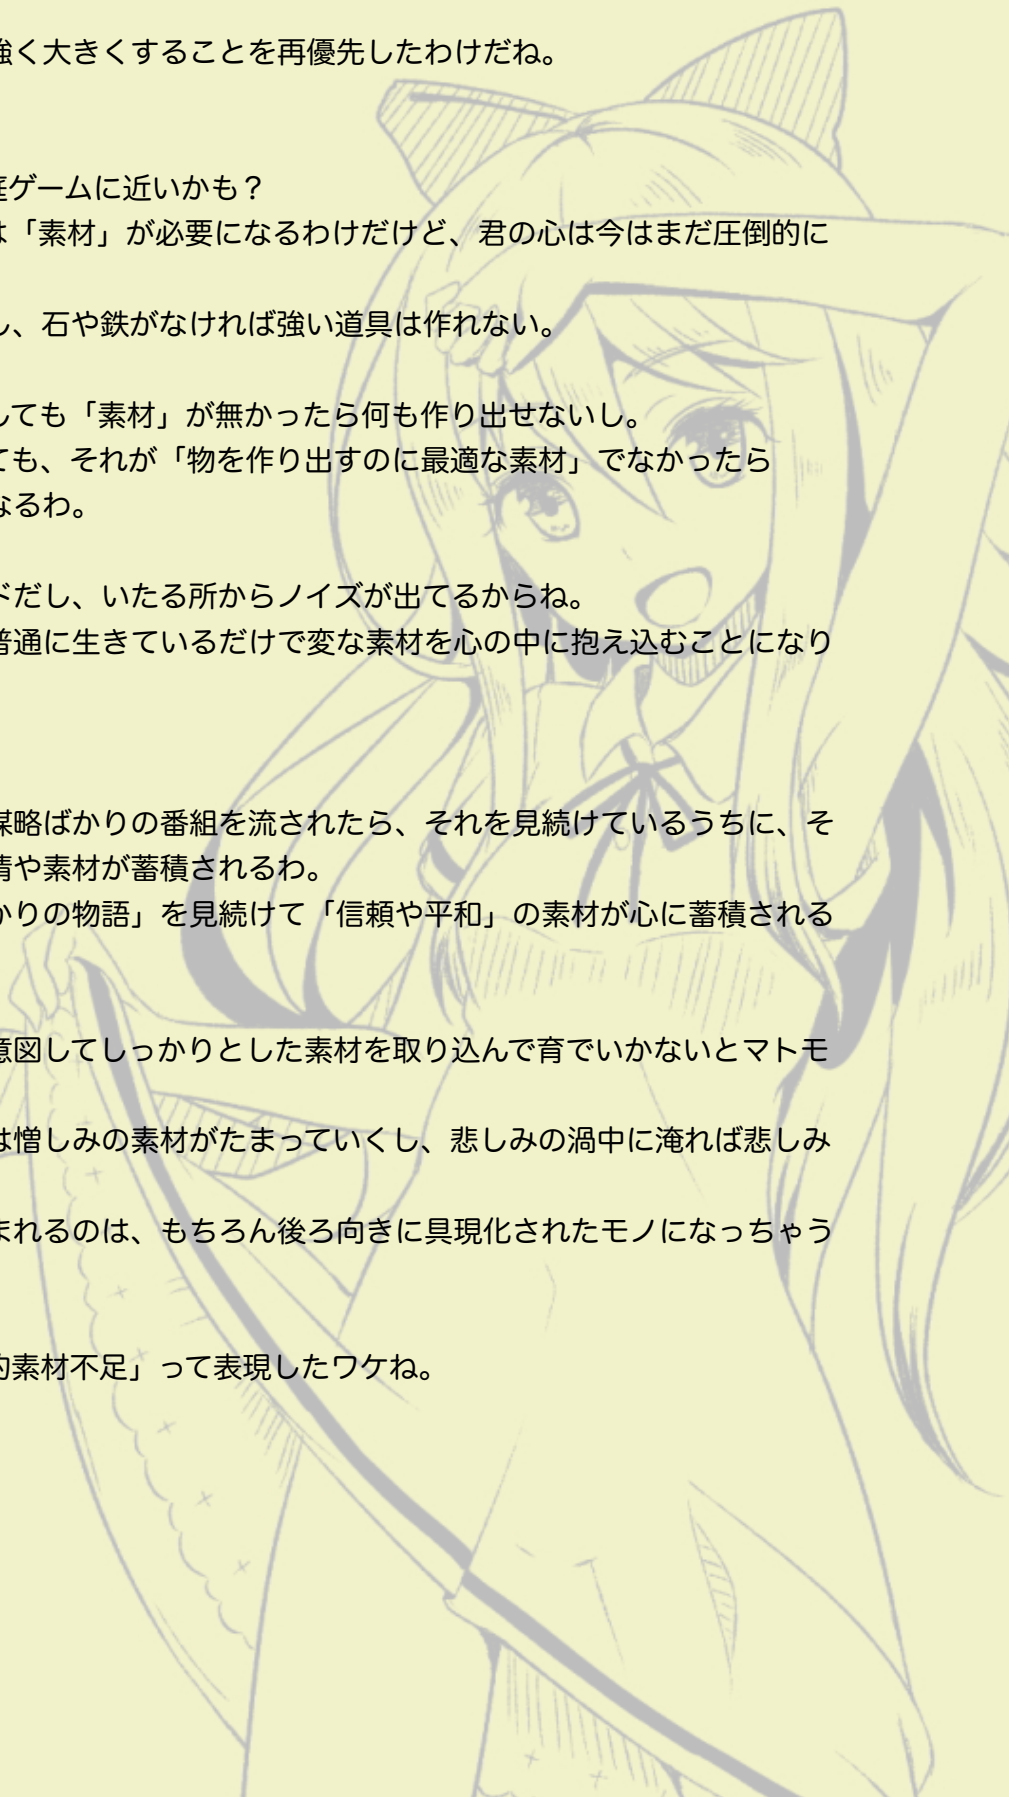 強く大きくすることを再優先したわけだね。
庭ゲームに近いかも？
は「素材」が必要になるわけだけど、君の心は今はまだ圧倒的に
し、石や鉄がなければ強い道具は作れない。
しても「素材」が無かったら何も作り出せないし。
ても、それが「物を作り出すのに最適な素材」でなかったら
なるわ。
ドだし、いたる所からノイズが出てるからね。
普通に生きているだけで変な素材を心の中に抱え込むことになり
謀略ばかりの番組を流されたら、それを見続けているうちに、そ
情や素材が蓄積されるわ。
かりの物語」を見続けて「信頼や平和」の素材が心に蓄積される
意図してしっかりとした素材を取り込んで育でいかないとマトモ
は憎しみの素材がたまっていくし、悲しみの渦中に淹れば悲しみ
まれるのは、もちろん後ろ向きに具現化されたモノになっちゃう
的素材不足」って表現したワケね。